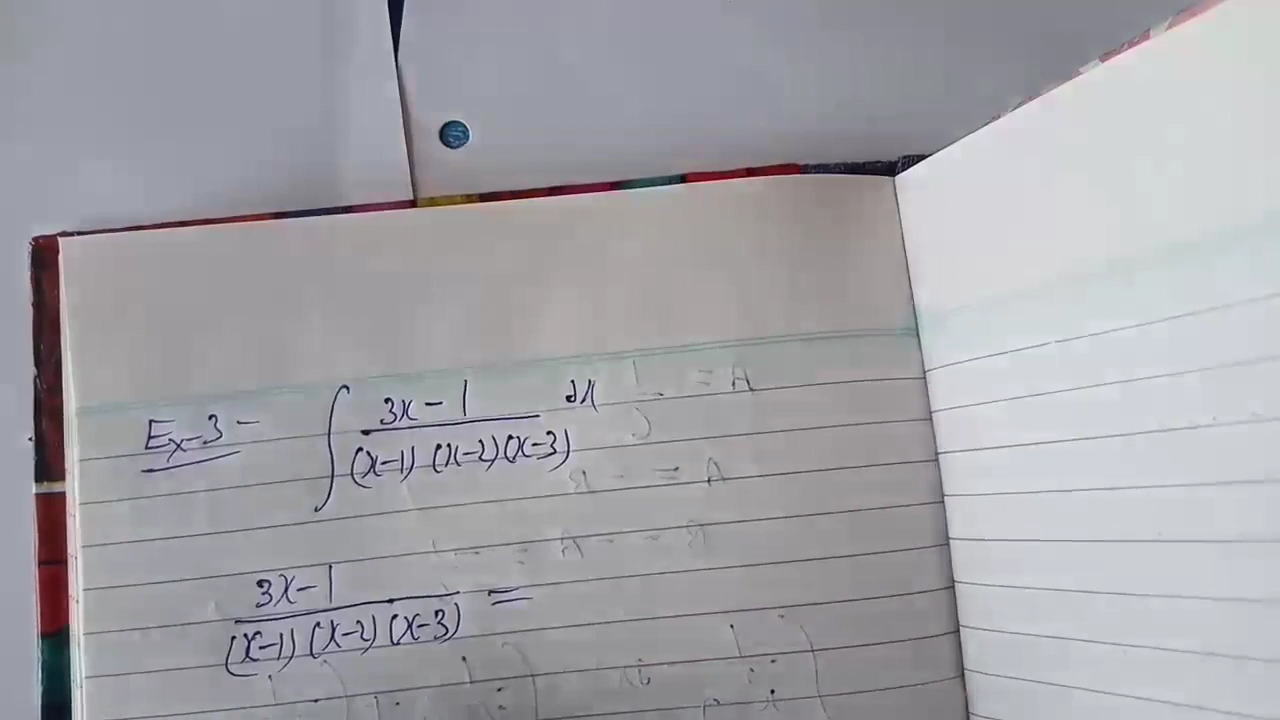 Ex-3 - ∫ 3x-1 / (x-1) (x-2) (x-3) dx
3x-1 / (x-1) (x-2) (x-3) =